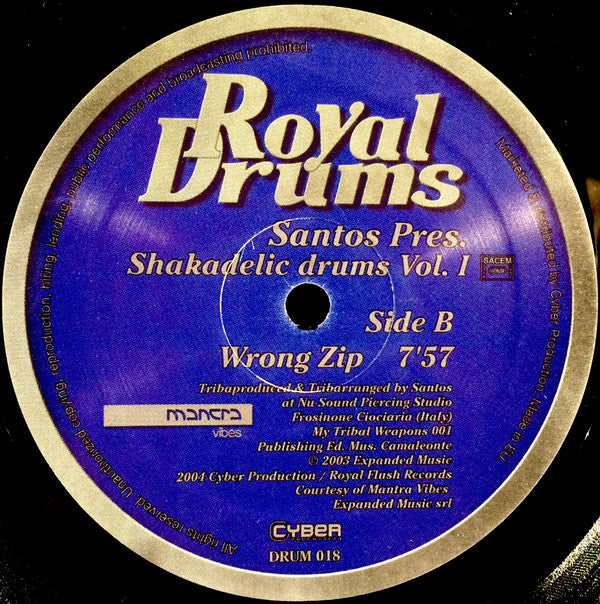 Royal
Drums
Santos Pres.
Shakadelic drums Vol. I
SACEM
Side B
Wrong Zip 7'57
Tribaproduced & Tribarranged by Santos
at Nu Sound Piercing Studio
Frosinone Ciociaria (Italy)
My Tribal Weapons 001
Publishing Ed. Mus. Camaleonte
© 2003 Expanded Music
2004 Cyber Production / Royal Flush Records
Courtesy of Mantra Vibes
Expanded Music srl
mantra
vibes
CYBER
DRUM 018
All rights reserved. Unauthorized copying, reproduction, hiring, lending, public performance and broadcasting prohibited.
Marketed & distributed by Cyber Production. Made in EU